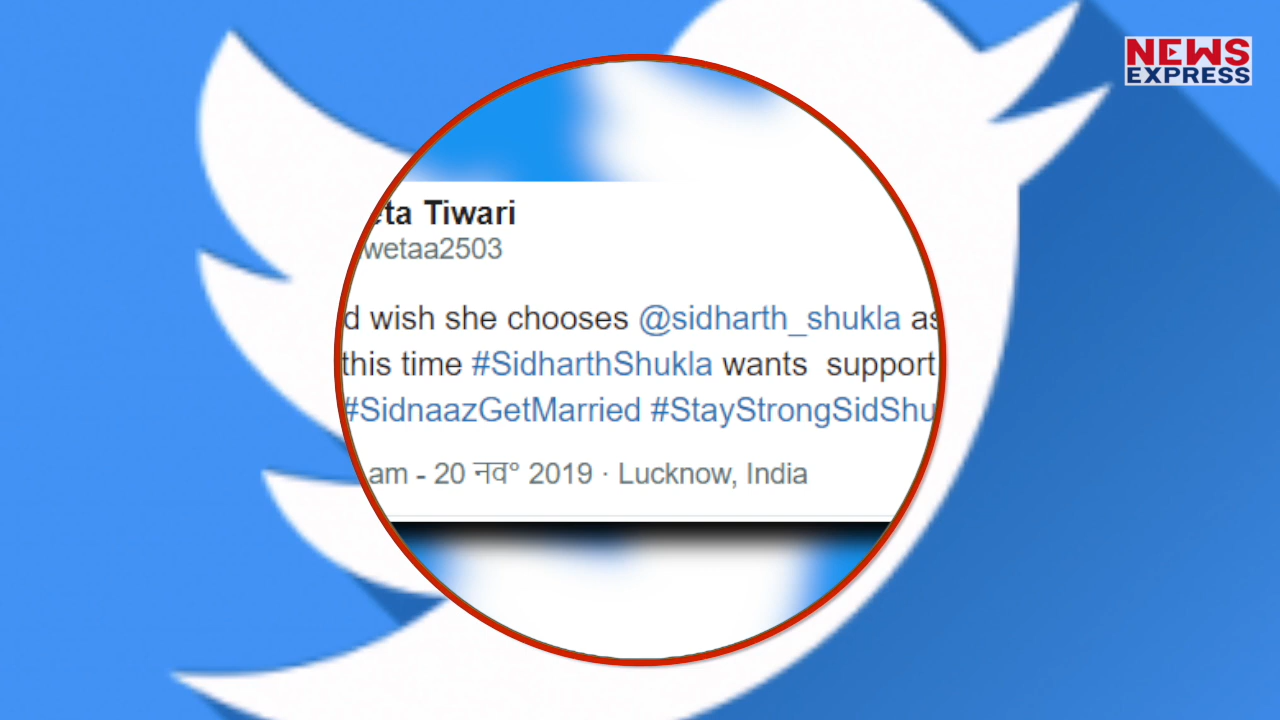 NEWS
EXPRESS
eta Tiwari
wetaa2503
d wish she chooses @sidharth_shukla as
this time #SidharthShukla wants support
#SidnaazGetMarried #StayStrongSidShu
am - 20 नव॰ 2019 · Lucknow, India